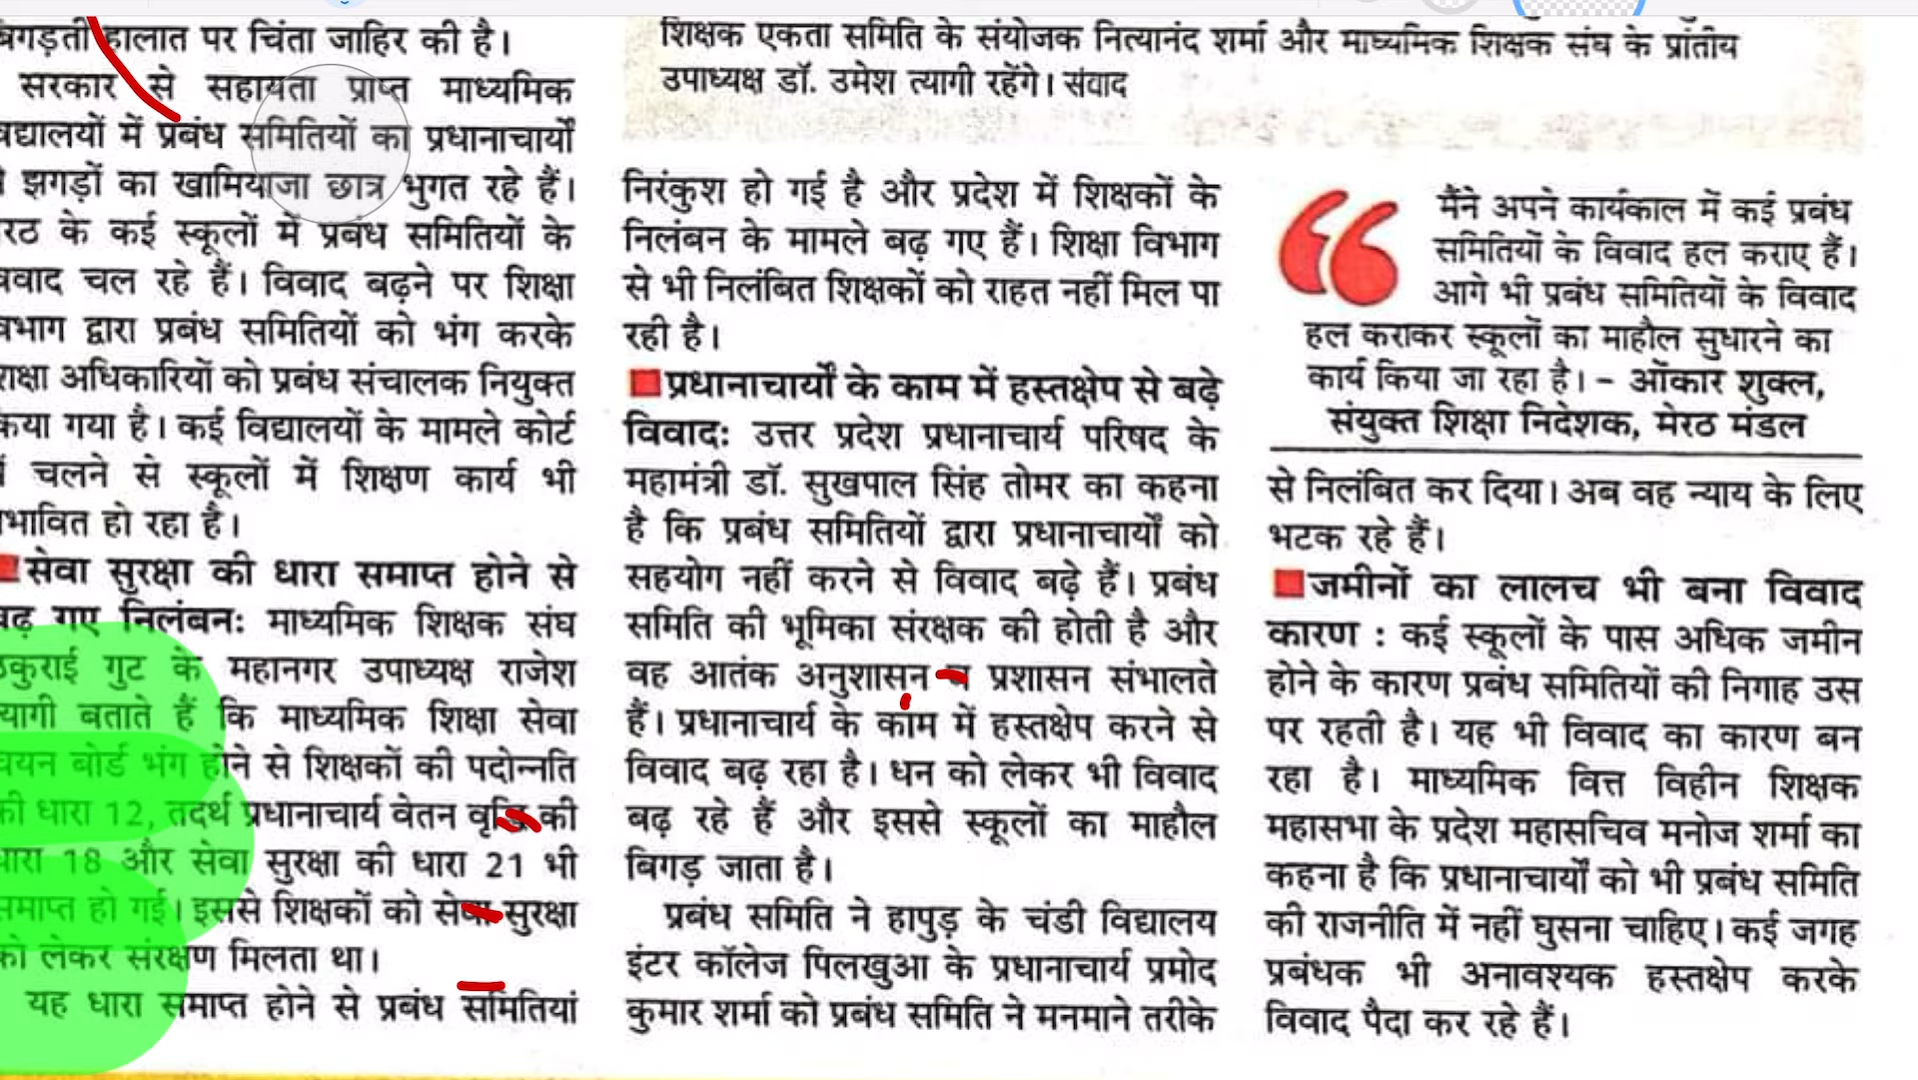 बिगड़ती हालात पर चिंता जाहिर की है।
सरकार से सहायता प्राप्त माध्यमिक
विद्यालयों में प्रबंध समितियों का प्रधानाचार्यों
झगड़ों का खामियाजा छात्र भुगत रहे हैं।
मेरठ के कई स्कूलों में प्रबंध समितियों के
विवाद चल रहे हैं। विवाद बढ़ने पर शिक्षा
विभाग द्वारा प्रबंध समितियों को भंग करके
शिक्षा अधिकारियों को प्रबंध संचालक नियुक्त
किया गया है। कई विद्यालयों के मामले कोर्ट
में चलने से स्कूलों में शिक्षण कार्य भी
प्रभावित हो रहा है।
सेवा सुरक्षा की धारा समाप्त होने से
बढ़ गए निलंबन: माध्यमिक शिक्षक संघ
ठकुराई गुट के महानगर उपाध्यक्ष राजेश
त्यागी बताते हैं कि माध्यमिक शिक्षा सेवा
चयन बोर्ड भंग होने से शिक्षकों की पदोन्नति
की धारा 12, तदर्थ प्रधानाचार्य वेतन वृद्धि की
धारा 18 और सेवा सुरक्षा की धारा 21 भी
समाप्त हो गई। इससे शिक्षकों को सेवा सुरक्षा
को लेकर संरक्षण मिलता था।
यह धारा समाप्त होने से प्रबंध समितियां
शिक्षक एकता समिति के संयोजक नित्यानंद शर्मा और माध्यमिक शिक्षक संघ के प्रांतीय
उपाध्यक्ष डॉ. उमेश त्यागी रहेंगे। संवाद
निरंकुश हो गई है और प्रदेश में शिक्षकों के
निलंबन के मामले बढ़ गए हैं। शिक्षा विभाग
से भी निलंबित शिक्षकों को राहत नहीं मिल पा
रही है।
प्रधानाचार्यों के काम में हस्तक्षेप से बढ़े
विवाद: उत्तर प्रदेश प्रधानाचार्य परिषद के
महामंत्री डॉ. सुखपाल सिंह तोमर का कहना
है कि प्रबंध समितियों द्वारा प्रधानाचार्यों को
सहयोग नहीं करने से विवाद बढ़े हैं। प्रबंध
समिति की भूमिका संरक्षक की होती है और
वह आतंक अनुशासन व प्रशासन संभालते
हैं। प्रधानाचार्य के काम में हस्तक्षेप करने से
विवाद बढ़ रहा है। धन को लेकर भी विवाद
बढ़ रहे हैं और इससे स्कूलों का माहौल
बिगड़ जाता है।
प्रबंध समिति ने हापुड़ के चंडी विद्यालय
इंटर कॉलेज पिलखुआ के प्रधानाचार्य प्रमोद
कुमार शर्मा को प्रबंध समिति ने मनमाने तरीके
मैंने अपने कार्यकाल में कई प्रबंध
समितियों के विवाद हल कराए हैं।
आगे भी प्रबंध समितियों के विवाद
हल कराकर स्कूलों का माहौल सुधारने का
कार्य किया जा रहा है। – ओंकार शुक्ल,
संयुक्त शिक्षा निदेशक, मेरठ मंडल
से निलंबित कर दिया। अब वह न्याय के लिए
भटक रहे हैं।
जमीनों का लालच भी बना विवाद
कारण : कई स्कूलों के पास अधिक जमीन
होने के कारण प्रबंध समितियों की निगाह उस
पर रहती है। यह भी विवाद का कारण बन
रहा है। माध्यमिक वित्त विहीन शिक्षक
महासभा के प्रदेश महासचिव मनोज शर्मा का
कहना है कि प्रधानाचार्यों को भी प्रबंध समिति
की राजनीति में नहीं घुसना चाहिए। कई जगह
प्रबंधक भी अनावश्यक हस्तक्षेप करके
विवाद पैदा कर रहे हैं।